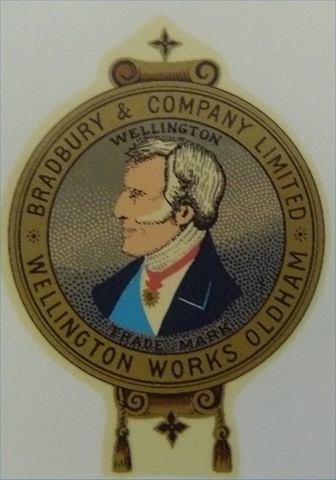 BRADBURY & COMPANY LIMITED
WELLINGTON
TRADE MARK
WELLINGTON WORKS OLDHAM